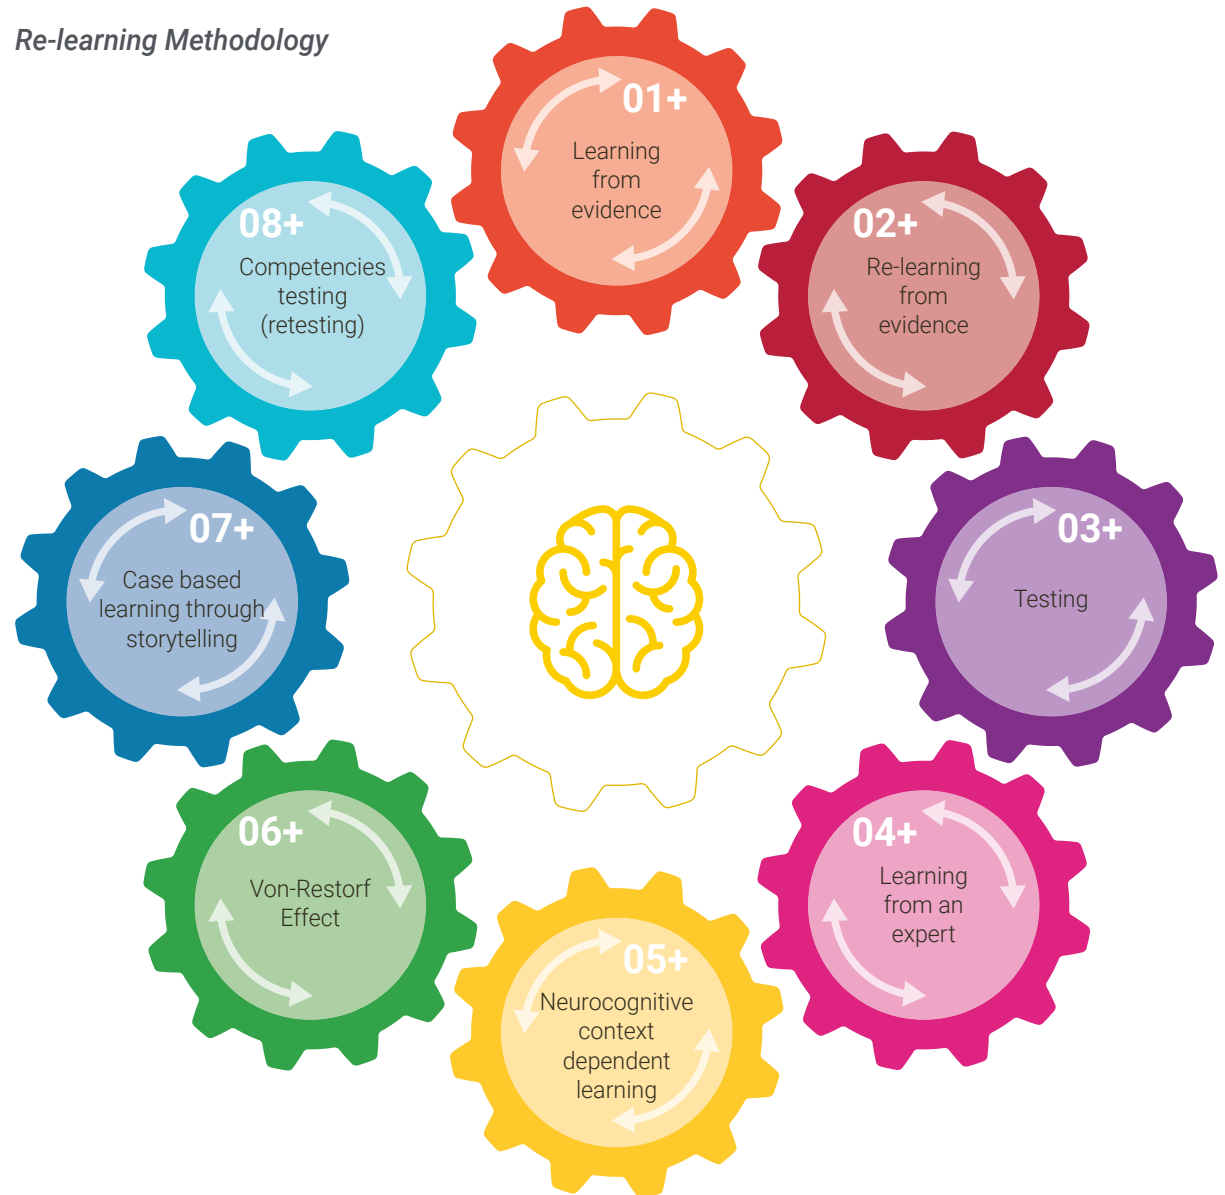 Re-learning Methodology
01+
Learning
from
evidence
02+
Re-learning
from
evidence
03+
Testing
04+
Learning
from an
expert
05+
Neurocognitive
context
dependent
learning
06+
Von-Restorf
Effect
07+
Case based
learning through
storytelling
08+
Competencies
testing
(retesting)